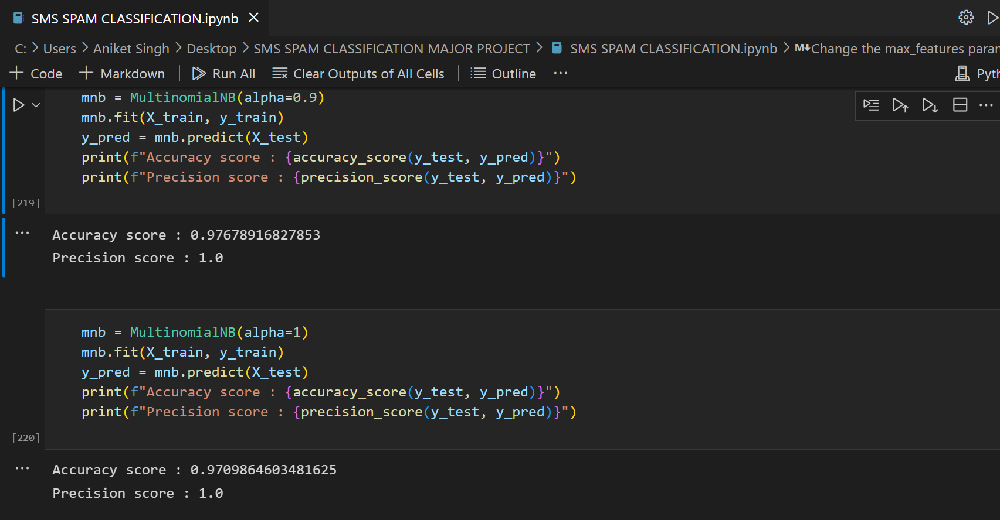 SMS SPAM CLASSIFICATION.ipynb
C: > Users > Aniket Singh > Desktop > SMS SPAM CLASSIFICATION MAJOR PROJECT > SMS SPAM CLASSIFICATION.ipynb > M↓Change the max_features
+ Code + Markdown | Run All Clear Outputs of All Cells | Outline ···
mnb = MultinomialNB(alpha=0.9)
mnb.fit(X_train, y_train)
y_pred = mnb.predict(X_test)
print(f"Accuracy score : {accuracy_score(y_test, y_pred)}")
print(f"Precision score : {precision_score(y_test, y_pred)}")
[219]
Accuracy score : 0.97678916827853
Precision score : 1.0
mnb = MultinomialNB(alpha=1)
mnb.fit(X_train, y_train)
y_pred = mnb.predict(X_test)
print(f"Accuracy score : {accuracy_score(y_test, y_pred)}")
print(f"Precision score : {precision_score(y_test, y_pred)}")
[220]
Accuracy score : 0.9709864603481625
Precision score : 1.0